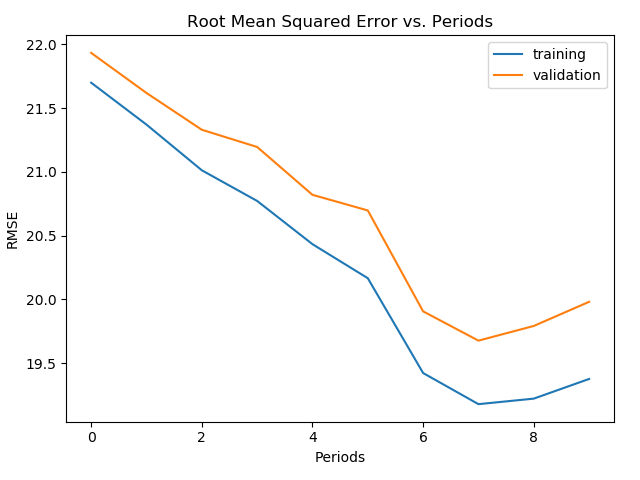 Root Mean Squared Error vs. Periods
training
validation
22.0
21.5
21.0
20.5
20.0
19.5
RMSE
0 2 4 6 8
Periods